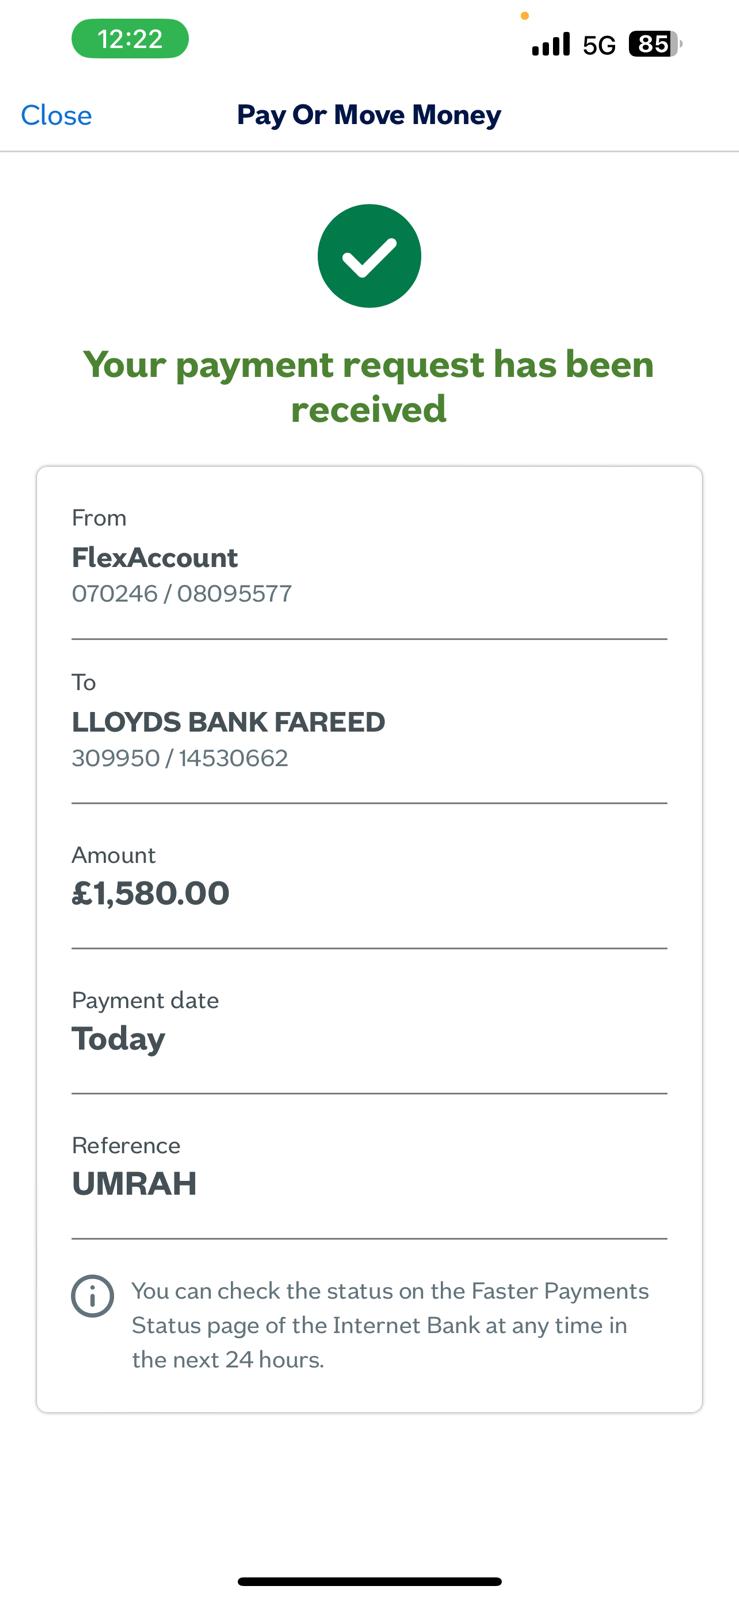 12:22
5G 85
Close
Pay Or Move Money
Your payment request has been
received
From
FlexAccount
070246 / 08095577
To
LLOYDS BANK FAREED
309950 / 14530662
Amount
£1,580.00
Payment date
Today
Reference
UMRAH
You can check the status on the Faster Payments
Status page of the Internet Bank at any time in
the next 24 hours.